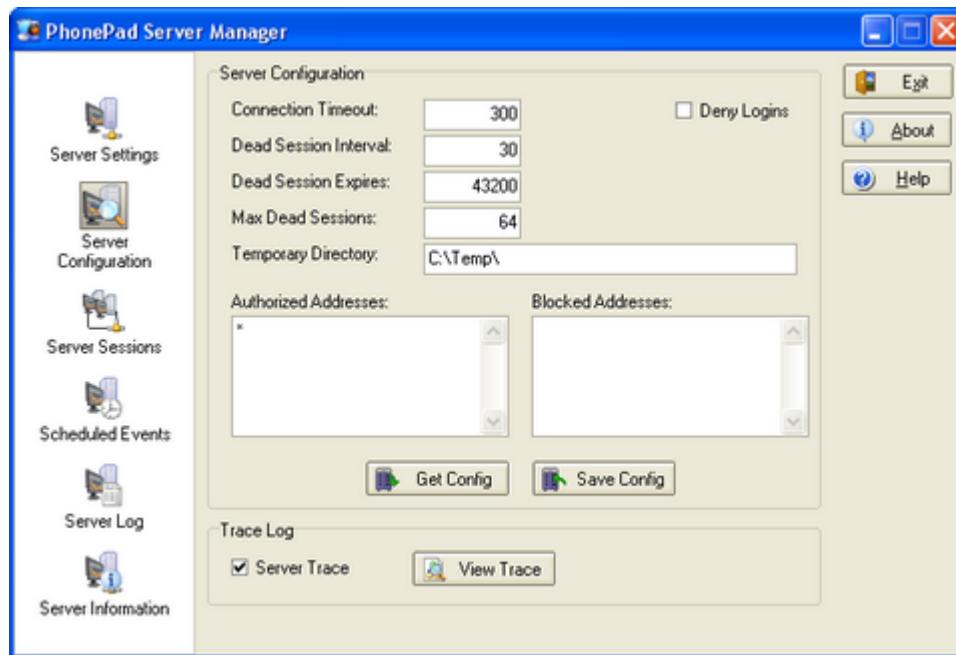 PhonePad Server Manager
Server Settings
Server
Configuration
Server Sessions
Scheduled Events
Server Log
Server Information
Server Configuration
Connection Timeout: 300
Deny Logins
Dead Session Interval: 30
Dead Session Expires: 43200
Max Dead Sessions: 64
Temporary Directory: C:\Temp\
Authorized Addresses: Blocked Addresses:
*
Get Config Save Config
Trace Log
Server Trace View Trace
Exit
About
Help